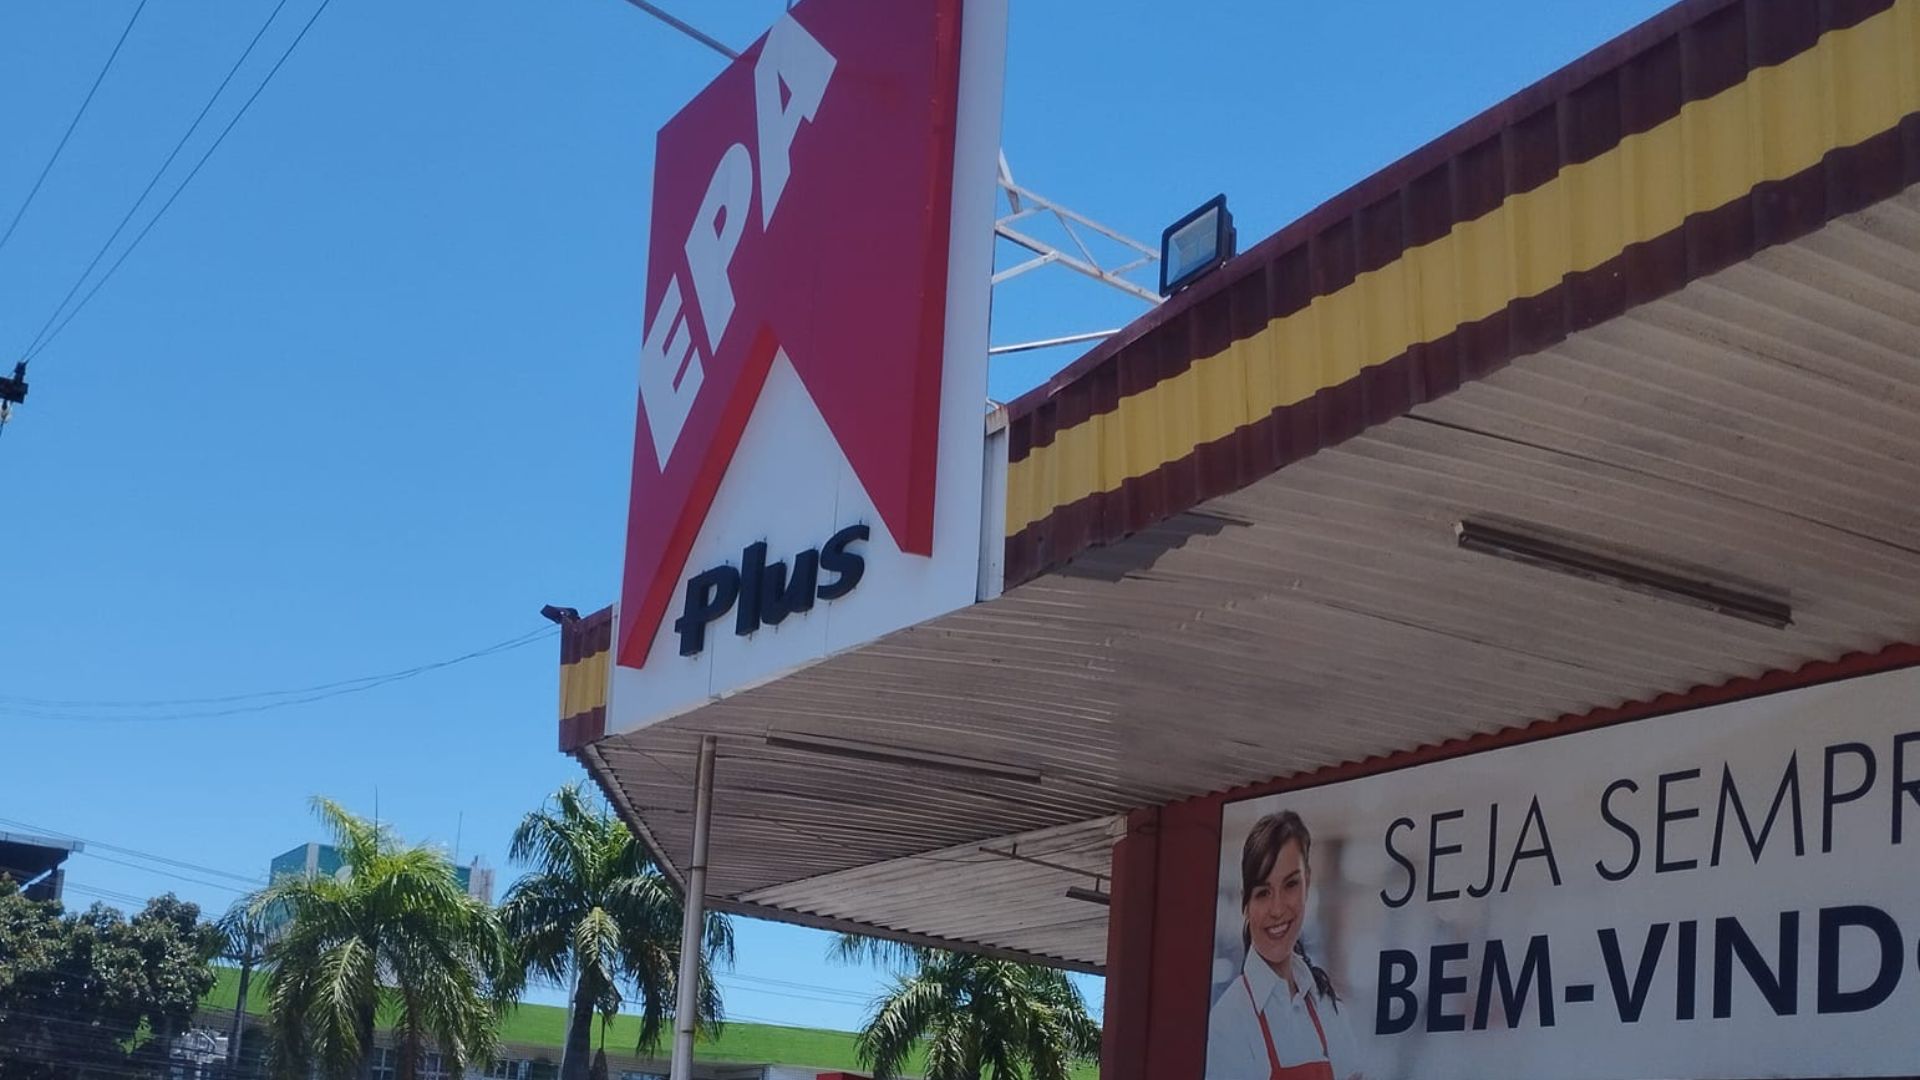 EPA
Plus
SEJA SEMPR
BEM-VIND